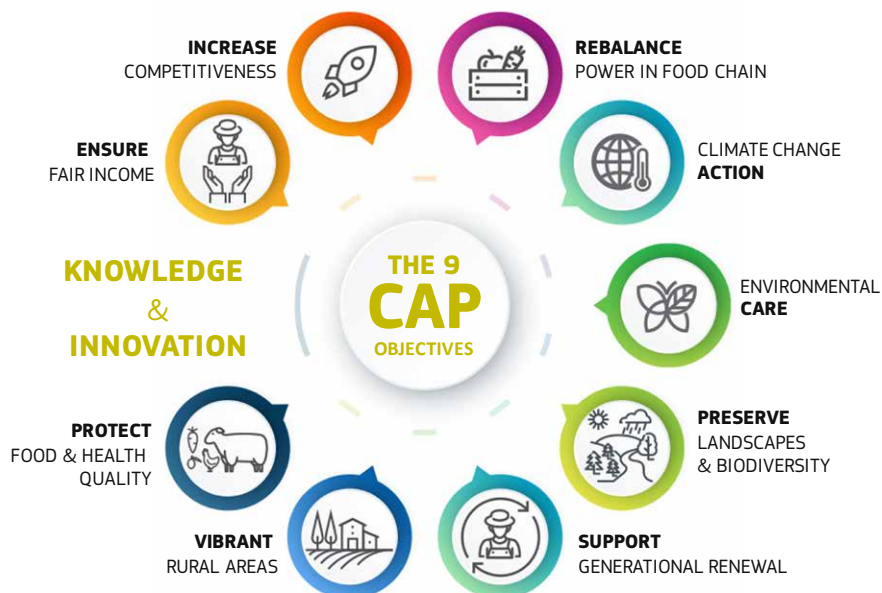 INCREASE
COMPETITIVENESS
REBALANCE
POWER IN FOOD CHAIN
ENSURE
FAIR INCOME
CLIMATE CHANGE
ACTION
KNOWLEDGE
&
INNOVATION
THE 9
CAP
OBJECTIVES
ENVIRONMENTAL
CARE
PROTECT
FOOD & HEALTH
QUALITY
PRESERVE
LANDSCAPES
& BIODIVERSITY
VIBRANT
RURAL AREAS
SUPPORT
GENERATIONAL RENEWAL